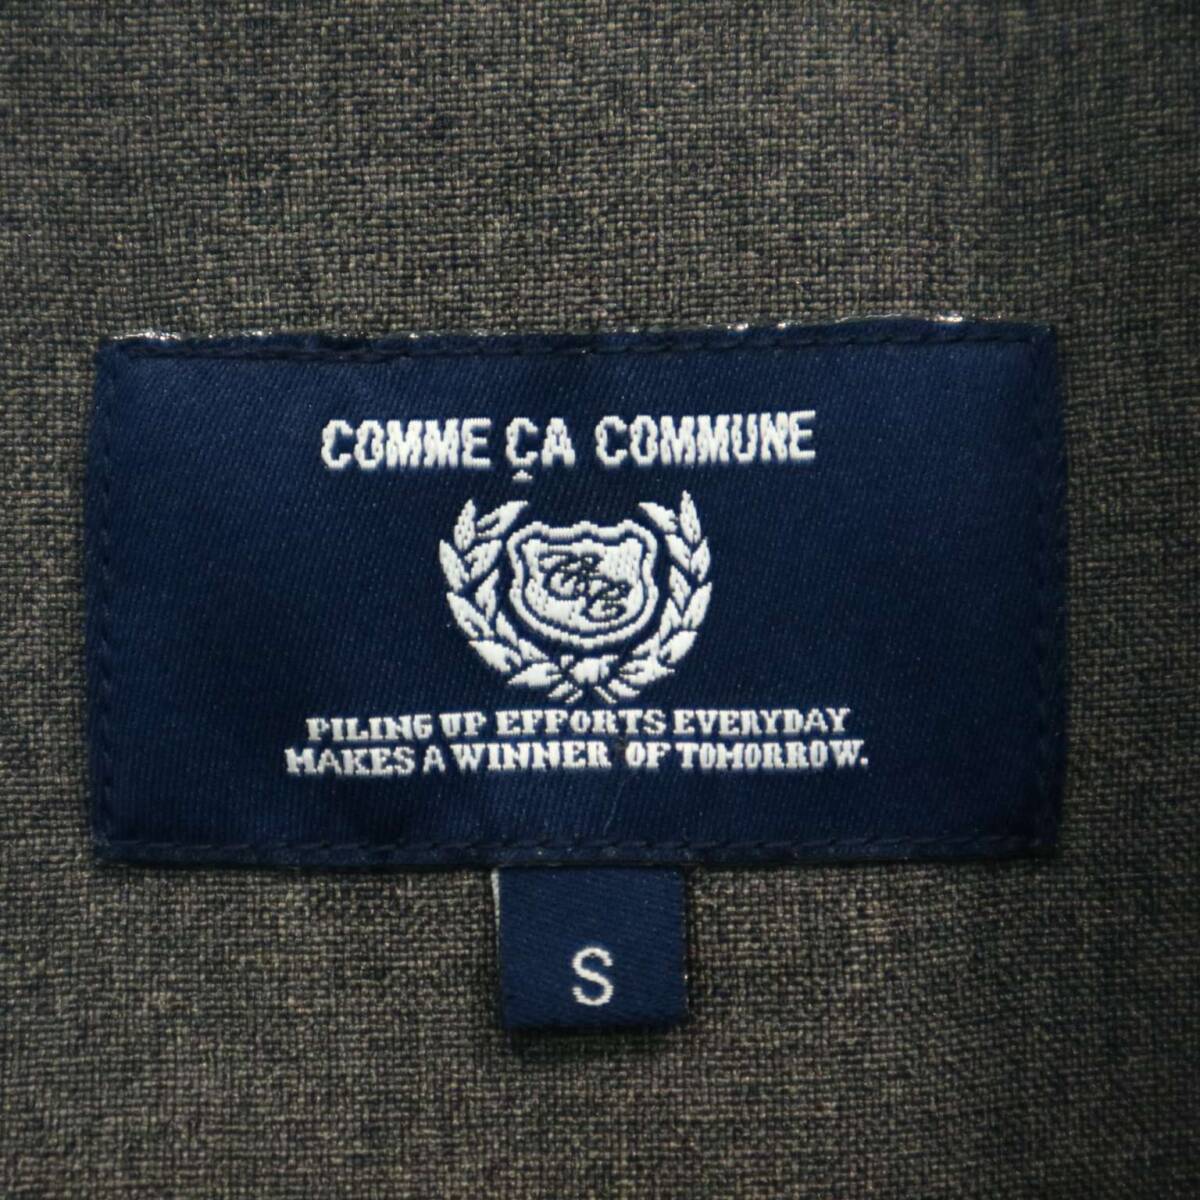 COMME ÇA COMMUNE
PILING UP EFFORTS EVERYDAY
MAKES A WINNER OF TOMORROW.
S